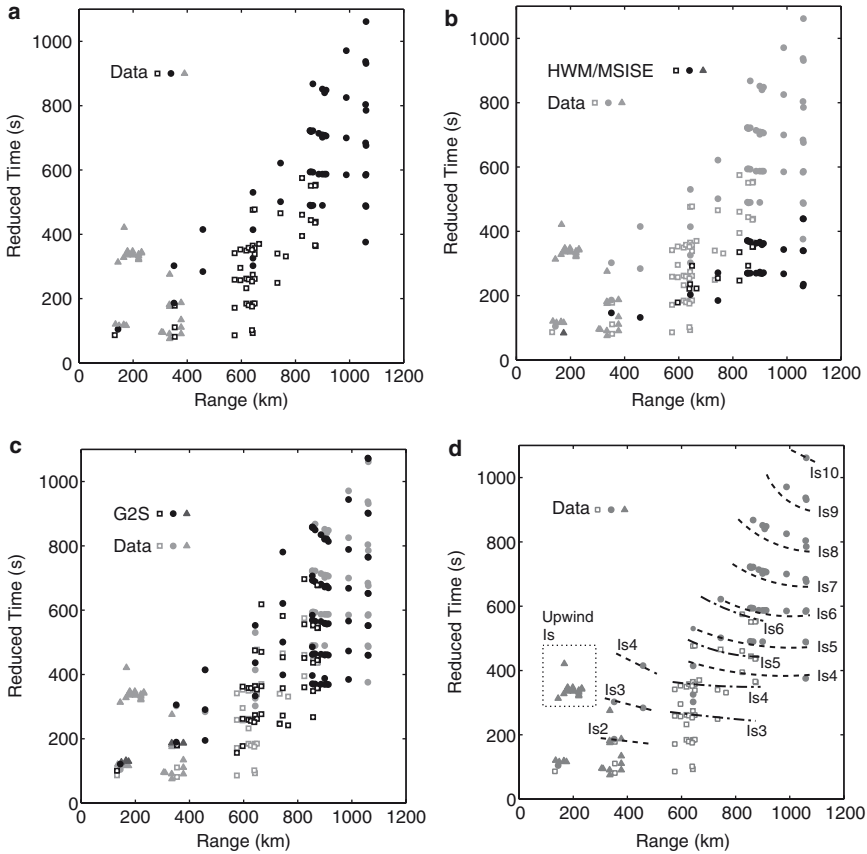 a
1000
800
600
400
200
0
Data
Reduced Time (s)
0 200 400 600 800 1000 1200
Range (km)
b
1000
800
600
400
200
0
HWM/MSISE
Data
Reduced Time (s)
0 200 400 600 800 1000 1200
Range (km)
c
1000
800
600
400
200
0
G2S
Data
Reduced Time (s)
0 200 400 600 800 1000 1200
Range (km)
d
1000
800
600
400
200
0
Data
Upwind
Is
Is10
Is9
Is8
Is7
Is6
Is6
Is5
Is5
Is4
Is4
Is4
Is3
Is3
Is2
Reduced Time (s)
0 200 400 600 800 1000 1200
Range (km)